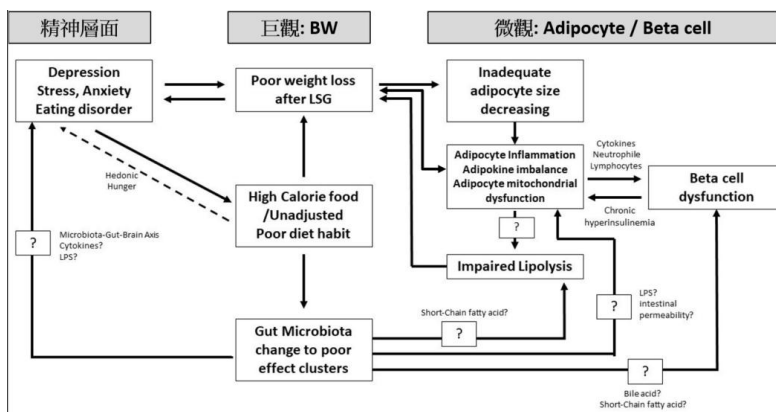 精神層面
巨觀: BW
微觀: Adipocyte / Beta cell
Depression
Stress, Anxiety
Eating disorder
Poor weight loss
after LSG
Inadequate
adipocyte size
decreasing
Hedonic
Hunger
High Calorie food
/Unadjusted
Poor diet habit
Adipocyte Inflammation
Adipokine imbalance
Adipocyte mitochondrial
dysfunction
Cytokines
Neutrophile
Lymphocytes
Chronic
hyperinsulinemia
Beta cell
dysfunction
?
Microbiota-Gut-Brain Axis
Cytokines?
LPS?
?
Impaired Lipolysis
Gut Microbiota
change to poor
effect clusters
Short-Chain fatty acid?
?
?
LPS?
intestinal
permeability?
?
Bile acid?
Short-Chain fatty acid?